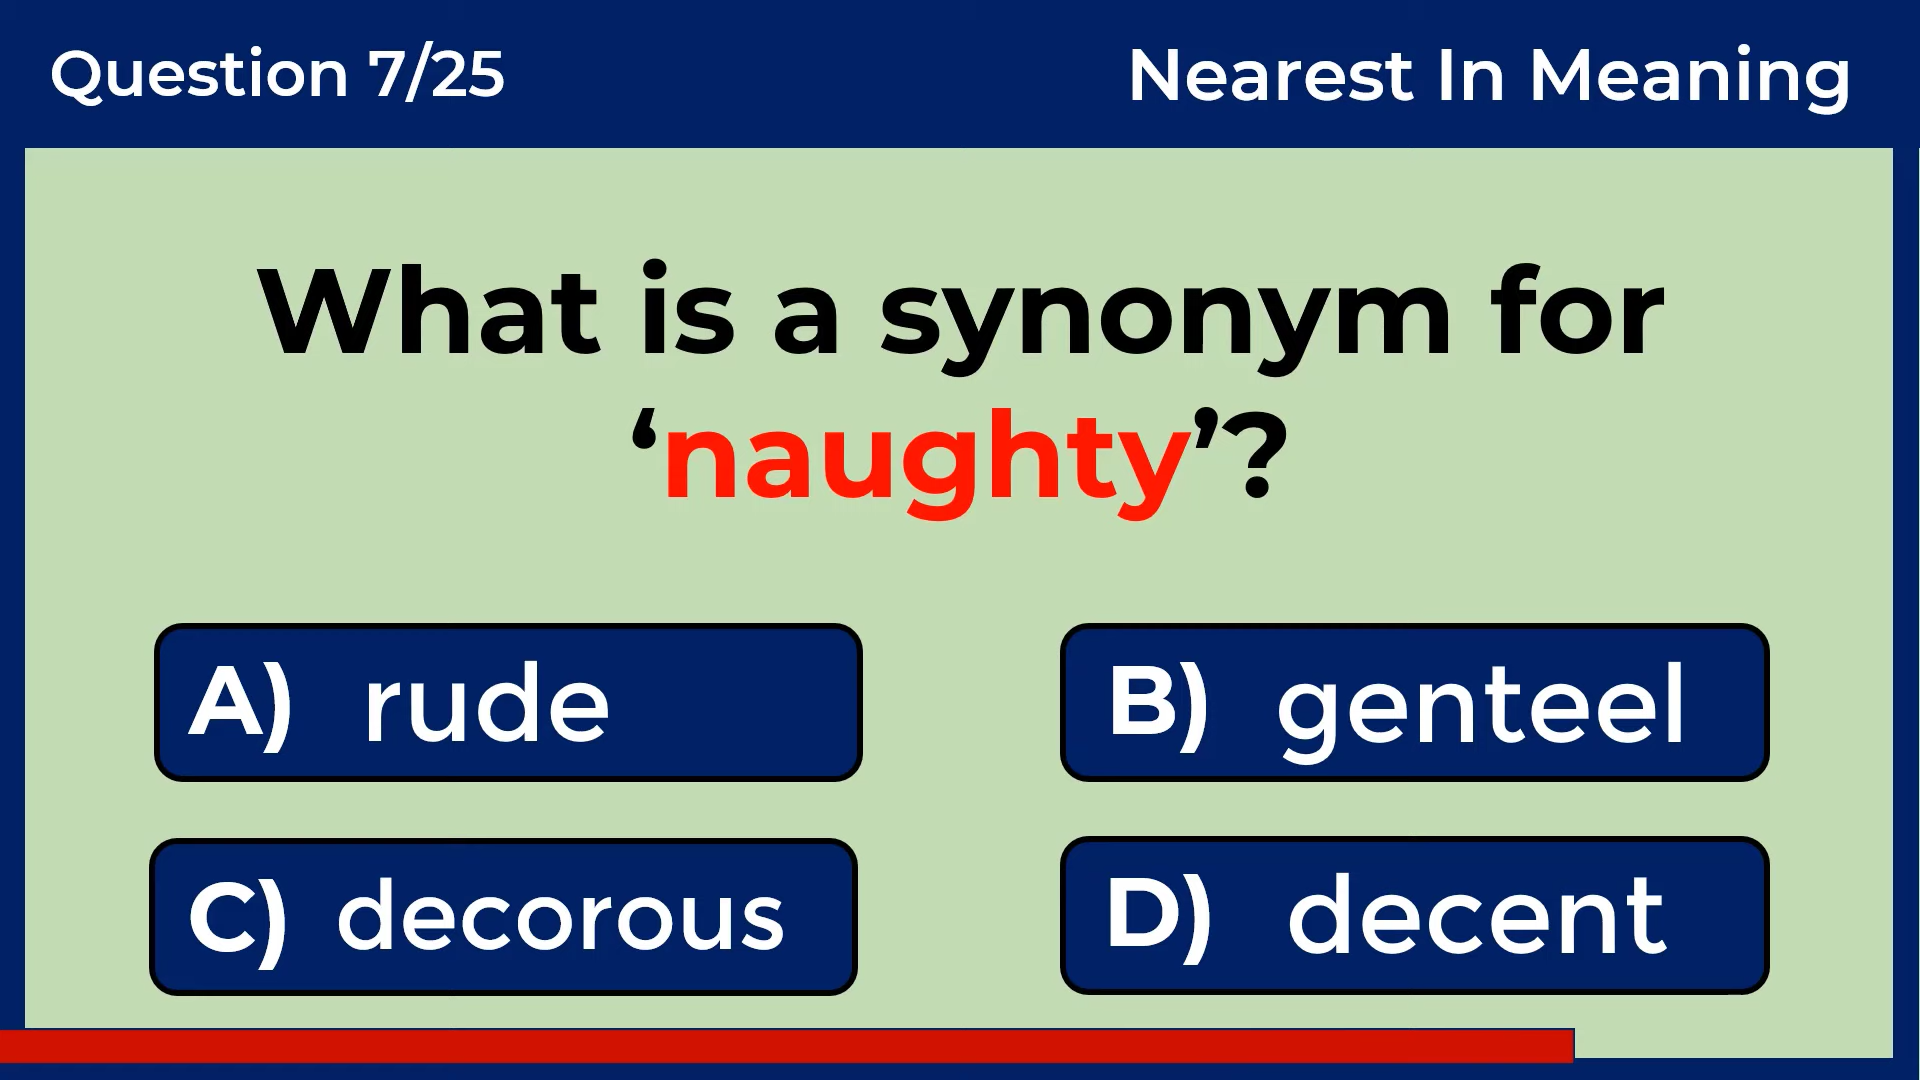 Question 7/25
Nearest In Meaning
What is a synonym for
‘naughty’?
A) rude
B) genteel
C) decorous
D) decent